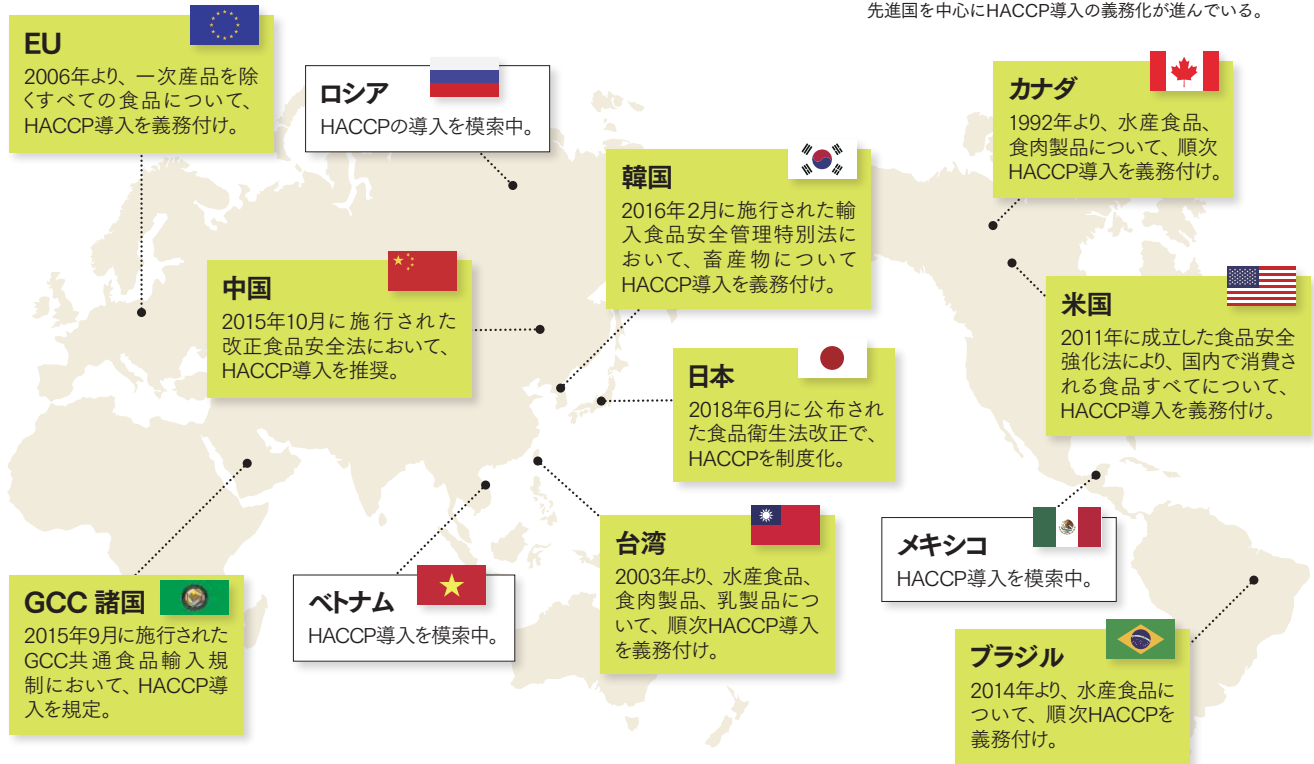 先進国を中心にHACCP導入の義務化が進んでいる。
EU
2006年より、一次産品を除
くすべての食品について、
HACCP導入を義務付け。
ロシア
HACCPの導入を模索中。
カナダ
1992年より、水産食品、
食肉製品について、順次
HACCP導入を義務付け。
韓国
2016年2月に施行された輸
入食品安全管理特別法に
おいて、畜産物について
HACCP導入を義務付け。
中国
2015年10月に施行された
改正食品安全法において、
HACCP導入を推奨。
米国
2011年に成立した食品安全
強化法により、国内で消費さ
れる食品すべてについて、
HACCP導入を義務付け。
日本
2018年6月に公布され
た食品衛生法改正で、
HACCPを制度化。
台湾
2003年より、水産食品、
食肉製品、乳製品につ
いて、順次HACCP導入
を義務付け。
メキシコ
HACCP導入を模索中。
GCC 諸国
2015年9月に施行された
GCC共通食品輸入規
制において、HACCP導
入を規定。
ベトナム
HACCP導入を模索中。
ブラジル
2014年より、水産食品に
ついて、順次HACCPを
義務付け。